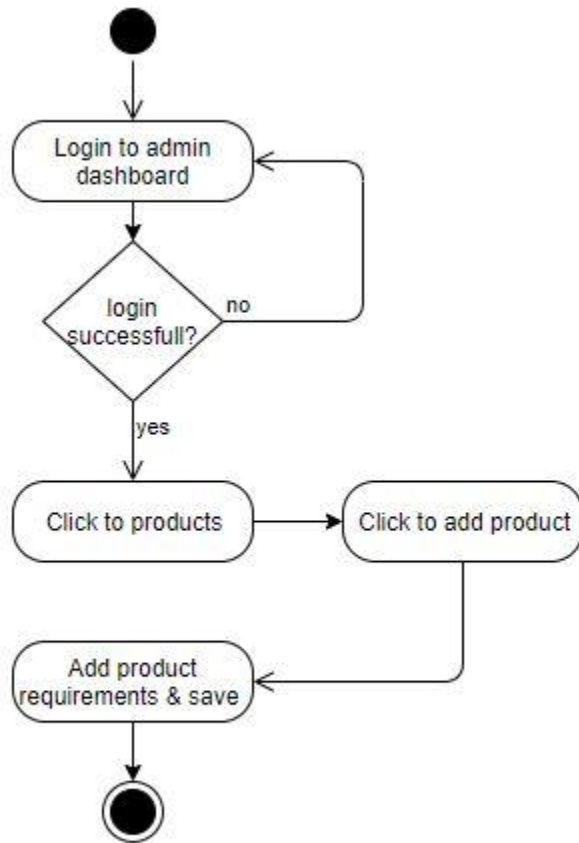 Login to admin
dashboard
login
successfull?
no
yes
Click to products
Click to add product
Add product
requirements & save